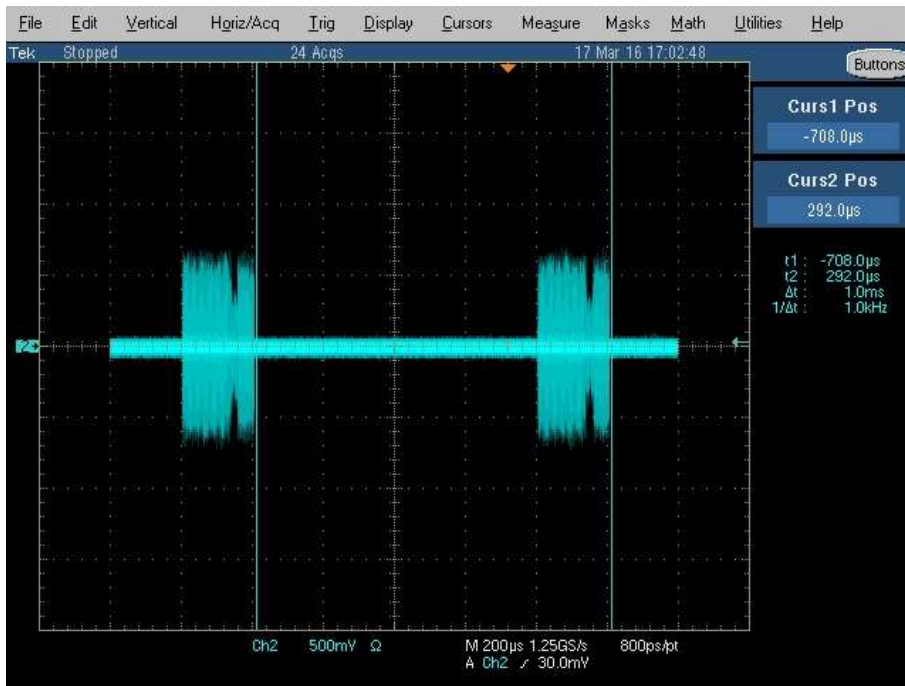 File Edit Vertical Horiz/Acq Trig Display Cursors Measure Masks Math Utilities Help
Tek Stopped 24 Acqs 17 Mar 16 17:02:48
Buttons
Curs1 Pos
-708.0µs
Curs2 Pos
292.0µs
t1 : -708.0µs
t2 : 292.0µs
Δt : 1.0ms
1/Δt : 1.0kHz
2
Ch2 500mV Ω M 200µs 1.25GS/s 800ps/pt
A Ch2 ∕ 30.0mV